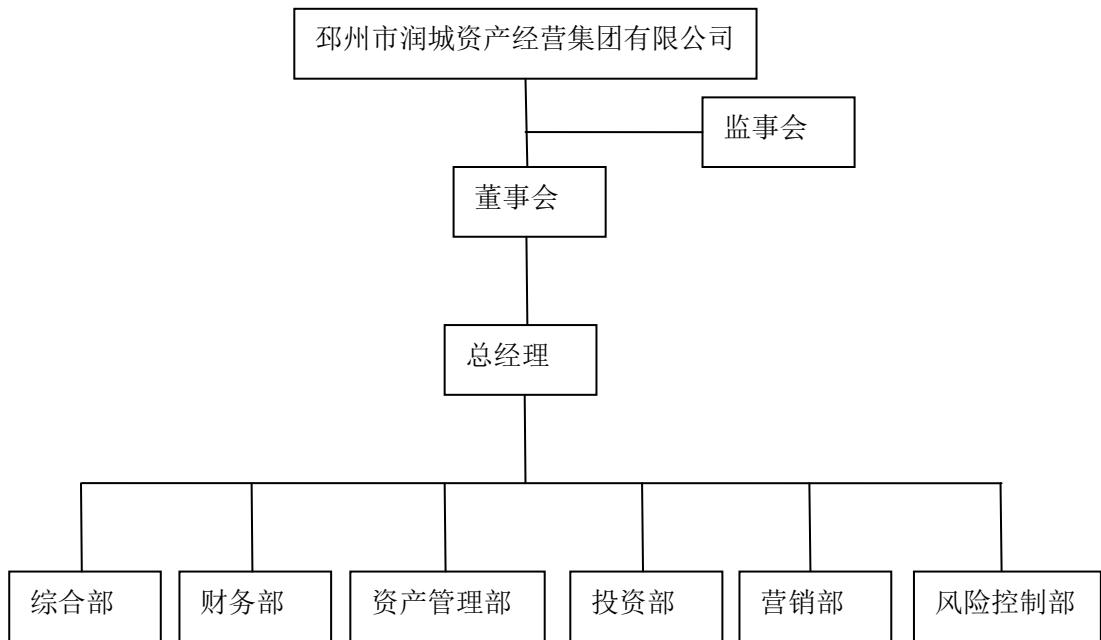 邳州市润城资产经营集团有限公司
监事会
董事会
总经理
综合部
财务部
资产管理部
投资部
营销部
风险控制部